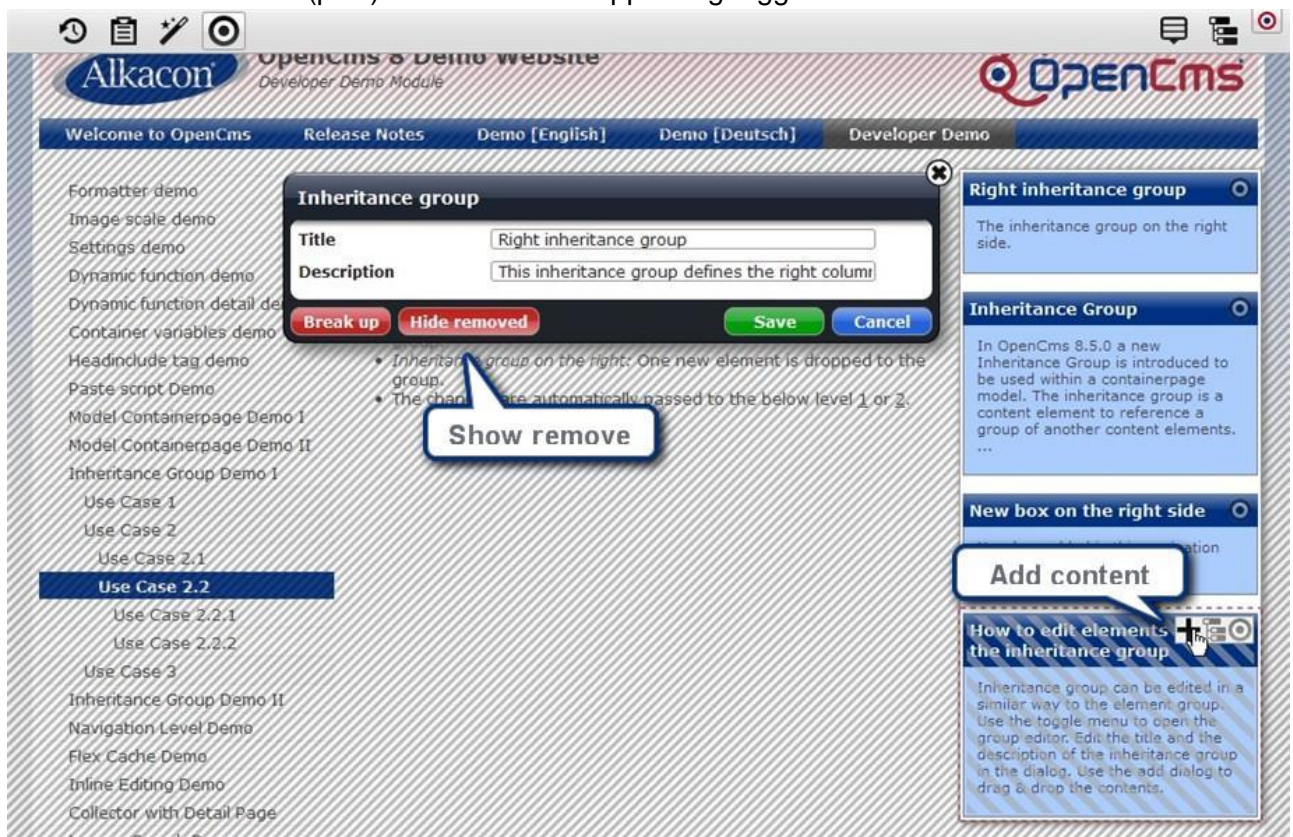 Alkacon
OpenCms 8 Demo Website
Developer Demo Module
OpenCms
Welcome to OpenCms
Release Notes
Demo [English]
Demo [Deutsch]
Developer Demo
Formatter demo
Image scale demo
Settings demo
Dynamic function demo
Dynamic function detail de
Container variables demo
Headinclude tag demo
Paste script Demo
Model Containerpage Demo I
Model Containerpage Demo II
Inheritance Group Demo I
Use Case 1
Use Case 2
Use Case 2.1
Use Case 2.2
Use Case 2.2.1
Use Case 2.2.2
Use Case 3
Inheritance Group Demo II
Navigation Level Demo
Flex Cache Demo
Inline Editing Demo
Collector with Detail Page
Inheritance group
Title
Right inheritance group
Description
This inheritance group defines the right column
Break up
Hide removed
Save
Cancel
• Inheritance group on the right: One new element is dropped to the
group.
• The changes are automatically passed to the below level 1 or 2.
Show remove
Right inheritance group
The inheritance group on the right
side.
Inheritance Group
In OpenCms 8.5.0 a new
Inheritance Group is introduced to
be used within a containerpage
model. The inheritance group is a
content element to reference a
group of another content elements.
...
New box on the right side
Add content
How to edit elements
the inheritance group
Inheritance group can be edited in a
similar way to the element group.
Use the toggle menu to open the
group editor. Edit the title and the
description of the inheritance group
in the dialog. Use the add dialog to
drag & drop the contents.